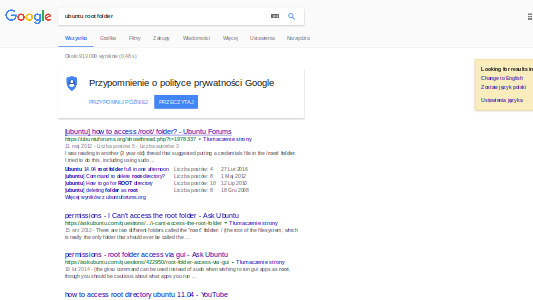 Google
ubuntu root folder
Wszystko Grafika Filmy Zakupy Wiadomości Więcej Ustawienia Narzędzia
Około 913 000 wyników (0,48 s)
Looking for results in
Change to English
Zostaw język polski
Ustawienia języka
Przypomnienie o polityce prywatności Google
PRZYPOMNIJ PÓŹNIEJ PRZECZYTAJ
[ubuntu] how to access /root/ folder? - Ubuntu Forums
https://ubuntuforums.org/showthread.php?t=1978337 Tłumaczenie strony
11 maj 2012 - Liczba postów: 5 - Liczba autorów: 3
I was reading in another (3 year old) thread that suggested putting a credentials file in the /root/ folder.
I tried to do this, including using sudo ...
Ubuntu 14.04 root folder full in one afternoon Liczba postów: 4 27 Lut 2016
[ubuntu] Command to delete root directory? Liczba postów: 8 1 Maj 2012
[ubuntu] How to go for ROOT directory Liczba postów: 10 13 Lip 2010
[ubuntu] deleting folder as root Liczba postów: 8 18 Gru 2008
Więcej wyników z ubuntuforums.org
permissions - I Can't access the root folder - Ask Ubuntu
https://askubuntu.com/questions/.../i-cant-access-the-root-folder Tłumaczenie strony
25 wrz 2013 - There are two different folders called the "root" folder: / (the root of the filesystem, which
is really the only folder that should ever be called the ...
permissions - root folder access via gui - Ask Ubuntu
https://askubuntu.com/questions/422950/root-folder-access-via-gui Tłumaczenie strony
19 lut 2014 - (the gksu command can be used instead of sudo when wishing to run gui apps as root,
though you should be cautious about what apps you run ...
how to access root directory ubuntu 11.04 - YouTube